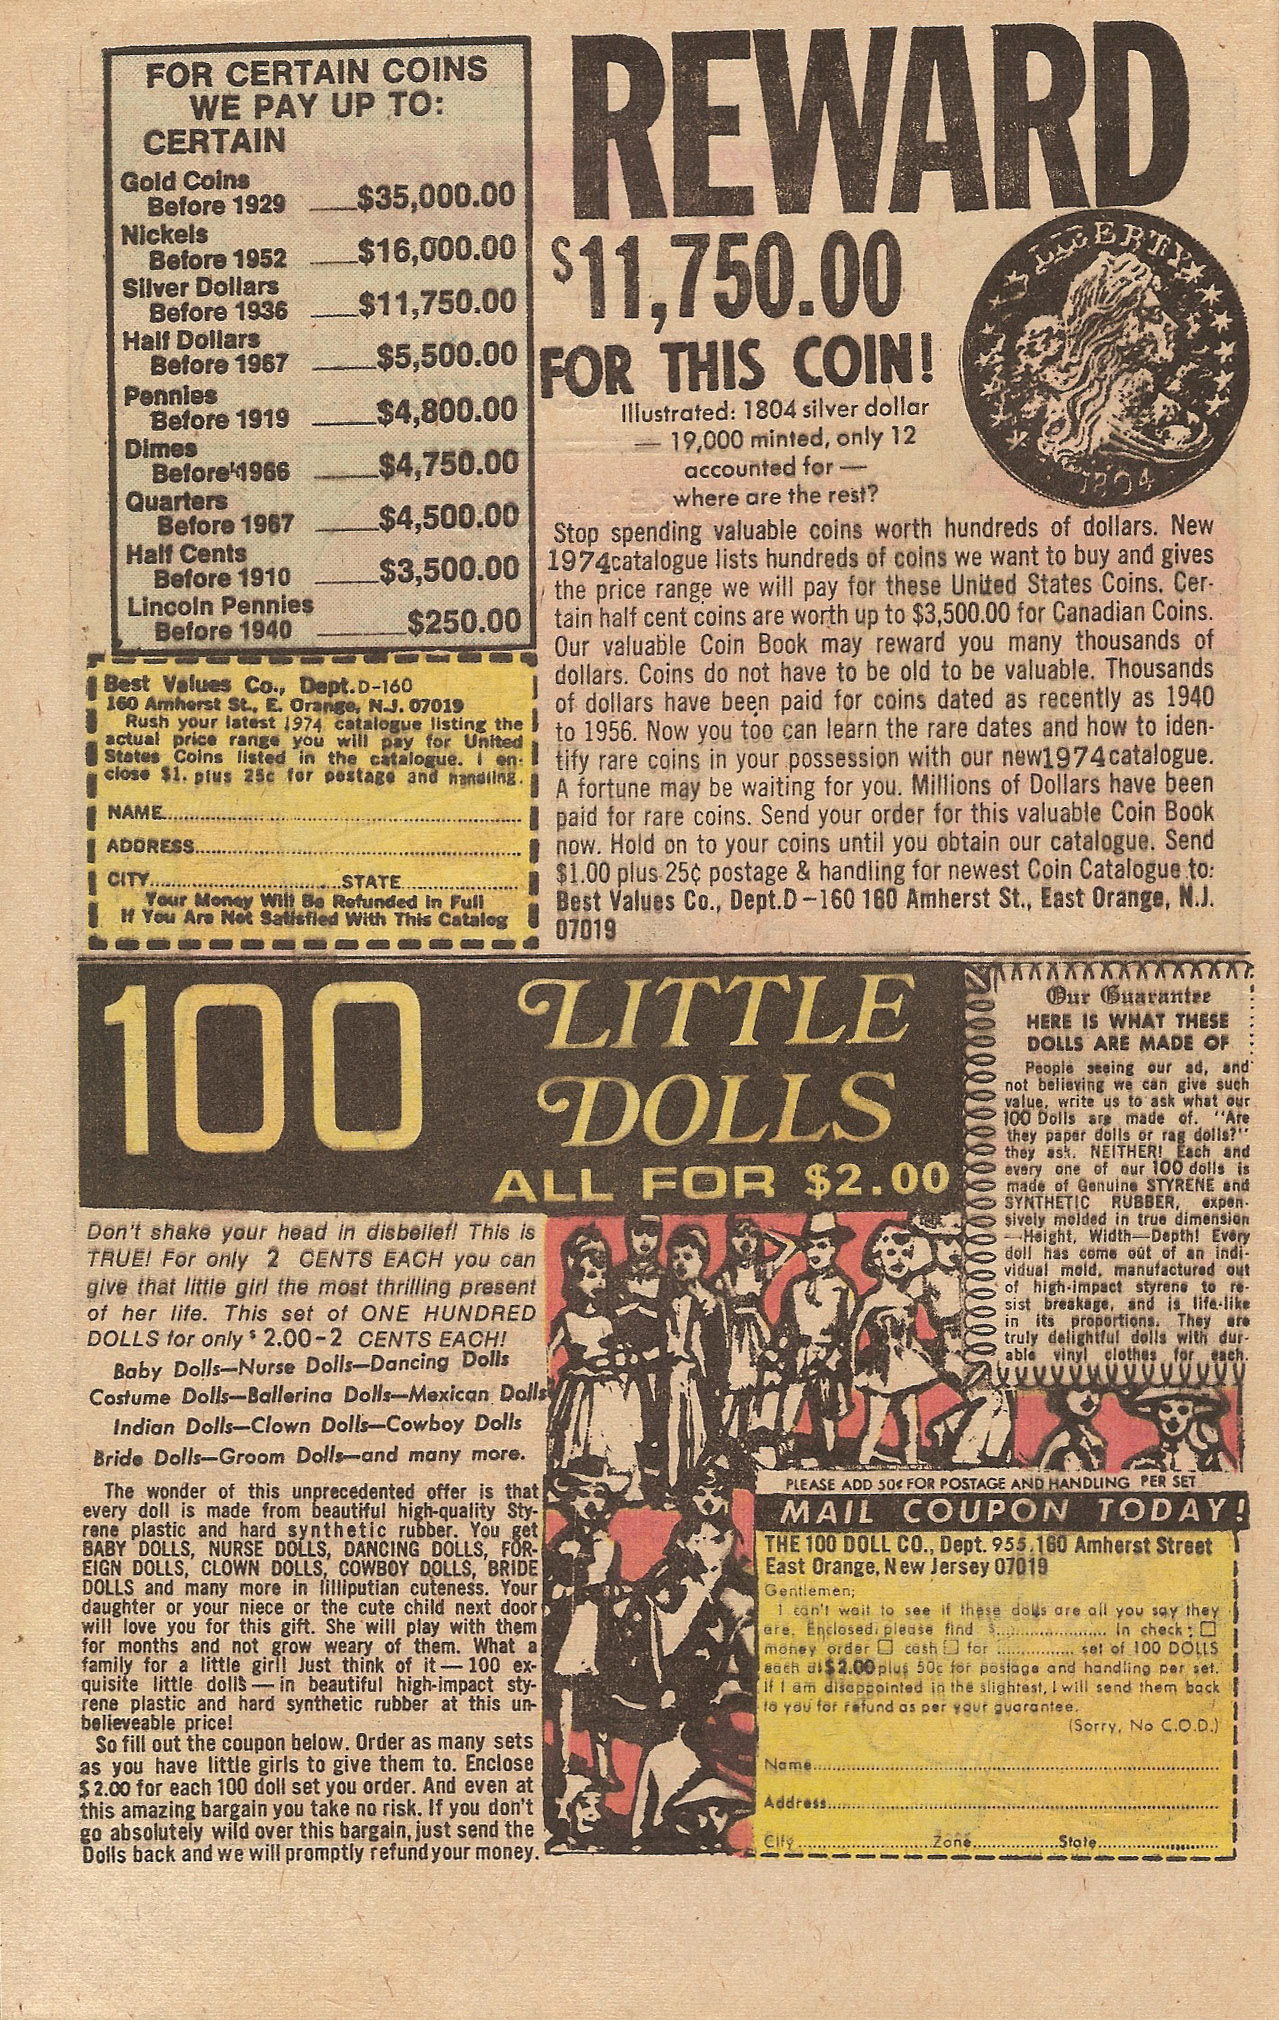 FOR CERTAIN COINS
WE PAY UP TO:
CERTAIN
Gold Coins
Before 1929 ___$35,000.00
Nickels
Before 1952 ___$16,000.00
Silver Dollars
Before 1936 ___$11,750.00
Half Dollars
Before 1967 ____$5,500.00
Pennies
Before 1919 ____$4,800.00
Dimes
Before 1966 ____$4,750.00
Quarters
Before 1967 ____$4,500.00
Half Cents
Before 1910 ____$3,500.00
Lincoln Pennies
Before 1940 ______$250.00
REWARD
$11,750.00
FOR THIS COIN!
LIBERTY
1804
Illustrated: 1804 silver dollar
— 19,000 minted, only 12
accounted for —
where are the rest?
Stop spending valuable coins worth hundreds of dollars. New
1974 catalogue lists hundreds of coins we want to buy and gives
the price range we will pay for these United States Coins. Cer-
tain half cent coins are worth up to $3,500.00 for Canadian Coins.
Our valuable Coin Book may reward you many thousands of
dollars. Coins do not have to be old to be valuable. Thousands
of dollars have been paid for coins dated as recently as 1940
to 1956. Now you too can learn the rare dates and how to iden-
tify rare coins in your possession with our new 1974 catalogue.
A fortune may be waiting for you. Millions of Dollars have been
paid for rare coins. Send your order for this valuable Coin Book
now. Hold on to your coins until you obtain our catalogue. Send
$1.00 plus 25¢ postage & handling for newest Coin Catalogue to:
Best Values Co., Dept.D-160 160 Amherst St., East Orange, N.J.
07019
Best Values Co., Dept.D-160
160 Amherst St., E. Orange, N.J. 07019
Rush your latest 1974 catalogue listing the
actual price range you will pay for United
States Coins listed in the catalogue. I en-
close $1. plus 25c for postage and handling.
NAME
ADDRESS
CITY STATE
Your Money Will Be Refunded in Full
If You Are Not Satisfied With This Catalog
100 LITTLE
DOLLS
ALL FOR $2.00
Our Guarantee
HERE IS WHAT THESE
DOLLS ARE MADE OF
People seeing our ad, and
not believing we can give such
value, write us to ask what our
100 Dolls are made of. "Are
they paper dolls or rag dolls?"
they ask. NEITHER! Each and
every one of our 100 dolls is
made of Genuine STYRENE and
SYNTHETIC RUBBER, expen-
sively molded in true dimension
—Height, Width—Depth! Every
doll has come out of an indi-
vidual mold, manufactured out
of high-impact styrene to re-
sist breakage, and is life-like
in its proportions. They are
truly delightful dolls with dur-
able vinyl clothes for each.
Don't shake your head in disbelief! This is
TRUE! For only 2 CENTS EACH you can
give that little girl the most thrilling present
of her life. This set of ONE HUNDRED
DOLLS for only $2.00-2 CENTS EACH!
Baby Dolls—Nurse Dolls—Dancing Dolls
Costume Dolls—Ballerina Dolls—Mexican Dolls
Indian Dolls—Clown Dolls—Cowboy Dolls
Bride Dolls—Groom Dolls—and many more.
The wonder of this unprecedented offer is that
every doll is made from beautiful high-quality Sty-
rene plastic and hard synthetic rubber. You get
BABY DOLLS, NURSE DOLLS, DANCING DOLLS, FOR-
EIGN DOLLS, CLOWN DOLLS, COWBOY DOLLS, BRIDE
DOLLS and many more in lilliputian cuteness. Your
daughter or your niece or the cute child next door
will love you for this gift. She will play with them
for months and not grow weary of them. What a
family for a little girl! Just think of it — 100 ex-
quisite little dolls — in beautiful high-impact sty-
rene plastic and hard synthetic rubber at this un-
believeable price!
So fill out the coupon below. Order as many sets
as you have little girls to give them to. Enclose
$2.00 for each 100 doll set you order. And even at
this amazing bargain you take no risk. If you don't
go absolutely wild over this bargain, just send the
Dolls back and we will promptly refund your money.
PLEASE ADD 50¢ FOR POSTAGE AND HANDLING PER SET
MAIL COUPON TODAY!
THE 100 DOLL CO., Dept. 955, 160 Amherst Street
East Orange, New Jersey 07019
Gentlemen;
I can't wait to see if these dolls are all you say they
are. Enclosed please find $ In check; ☐
money order ☐ cash ☐ for set of 100 DOLLS
each at $2.00 plus 50c for postage and handling per set.
If I am disappointed in the slightest, I will send them back
to you for refund as per your guarantee.
(Sorry, No C.O.D.)
Name
Address
City Zone State